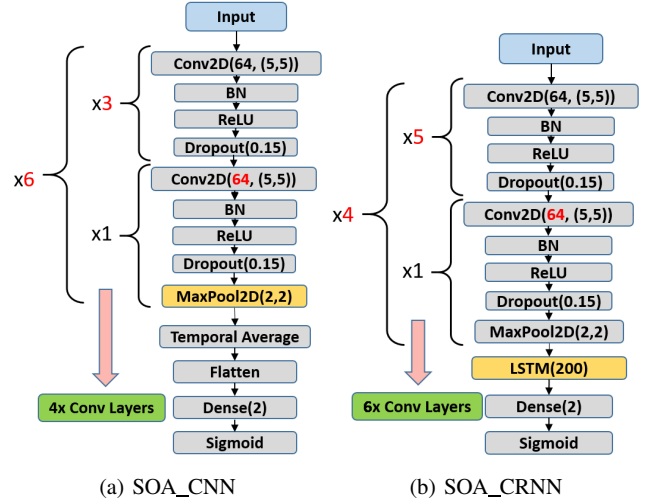 Input
Conv2D(64, (5,5))
BN
x3
ReLU
Dropout(0.15)
x6
Conv2D(64, (5,5))
BN
x1
ReLU
Dropout(0.15)
MaxPool2D(2,2)
Temporal Average
Flatten
4x Conv Layers
Dense(2)
Sigmoid
(a) SOA_CNN
Input
Conv2D(64, (5,5))
BN
x5
ReLU
Dropout(0.15)
x4
Conv2D(64, (5,5))
BN
x1
ReLU
Dropout(0.15)
MaxPool2D(2,2)
LSTM(200)
6x Conv Layers
Dense(2)
Sigmoid
(b) SOA_CRNN